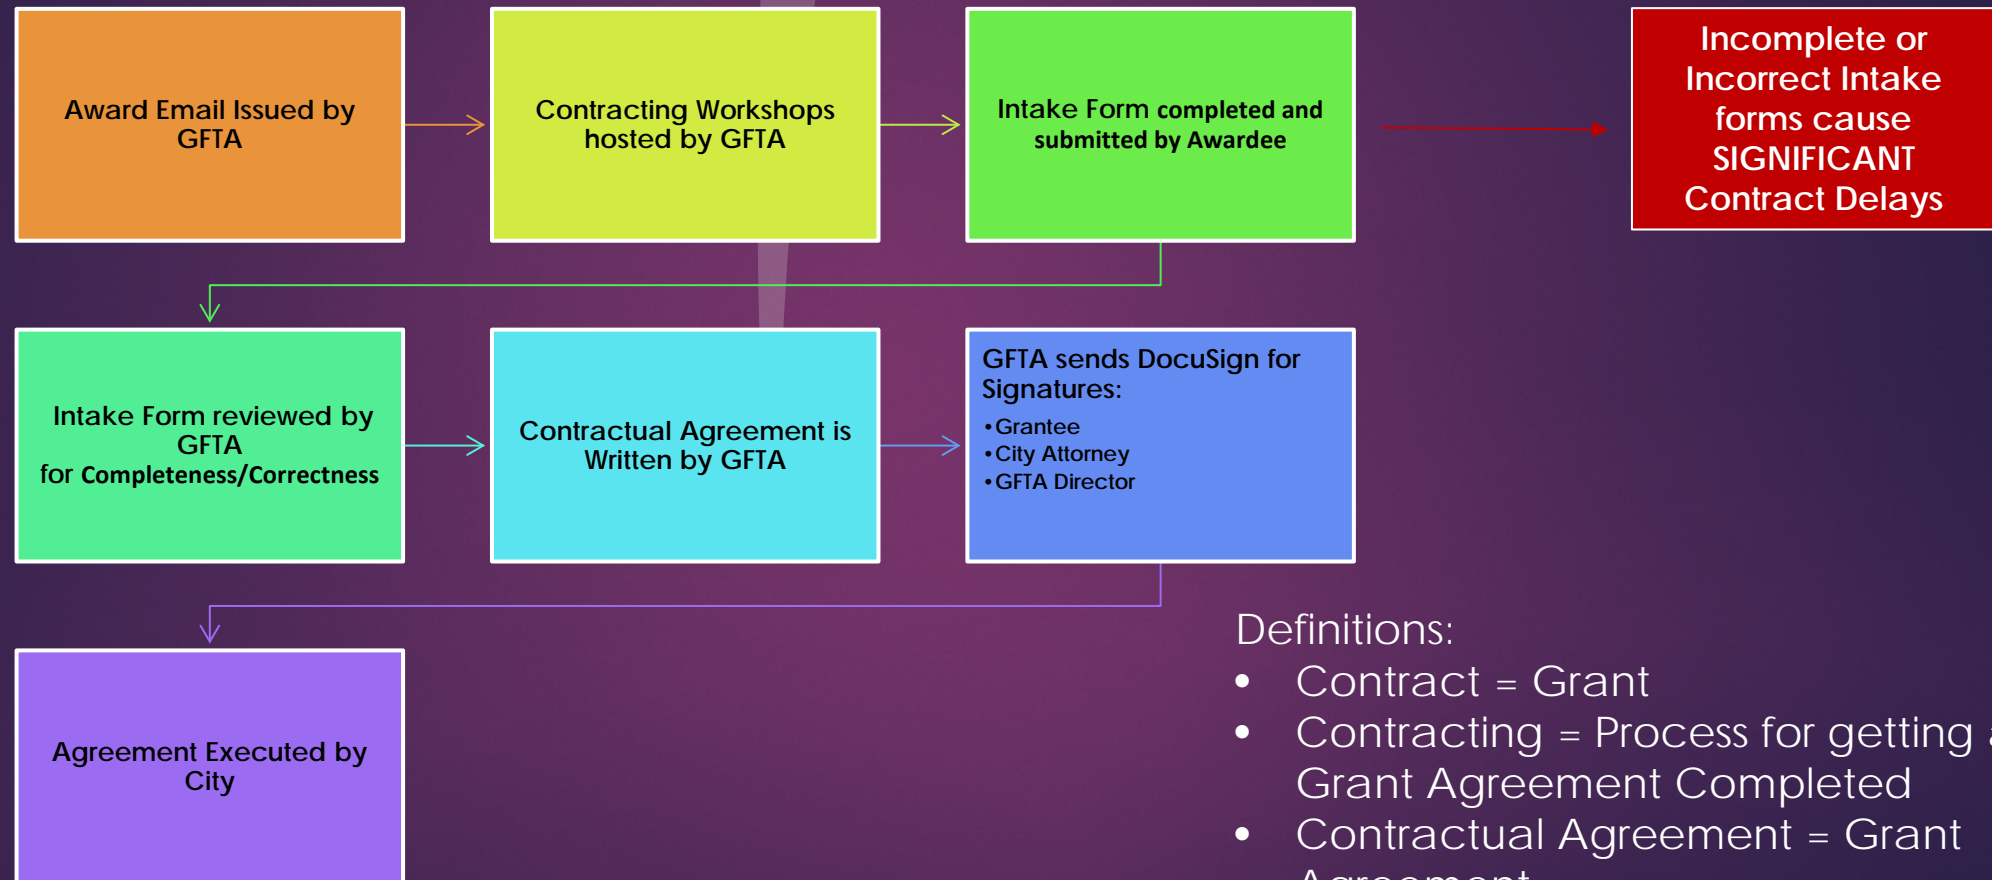 Award Email Issued by
GFTA
Contracting Workshops
hosted by GFTA
Intake Form completed and
submitted by Awardee
Incomplete or
Incorrect Intake
forms cause
SIGNIFICANT
Contract Delays
Intake Form reviewed by
GFTA
for Completeness/Correctness
Contractual Agreement is
Written by GFTA
GFTA sends DocuSign for
Signatures:
•Grantee
•City Attorney
•GFTA Director
Agreement Executed by
City
Definitions:
• Contract = Grant
• Contracting = Process for getting a
Grant Agreement Completed
• Contractual Agreement = Grant
Agreement